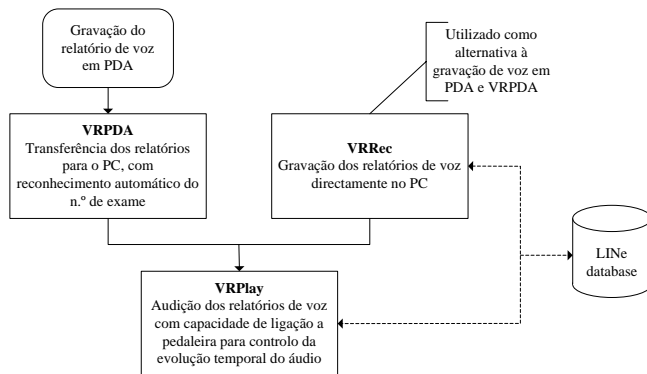 Gravação do
relatório de voz
em PDA
Utilizado como
alternativa à
gravação de voz em
PDA e VRPDA
VRPDA
Transferência dos relatórios
para o PC, com
reconhecimento automático do
n.º de exame
VRRec
Gravação dos relatórios de voz
directamente no PC
LINe
database
VRPlay
Audição dos relatórios de voz
com capacidade de ligação a
pedaleira para controlo da
evolução temporal do áudio